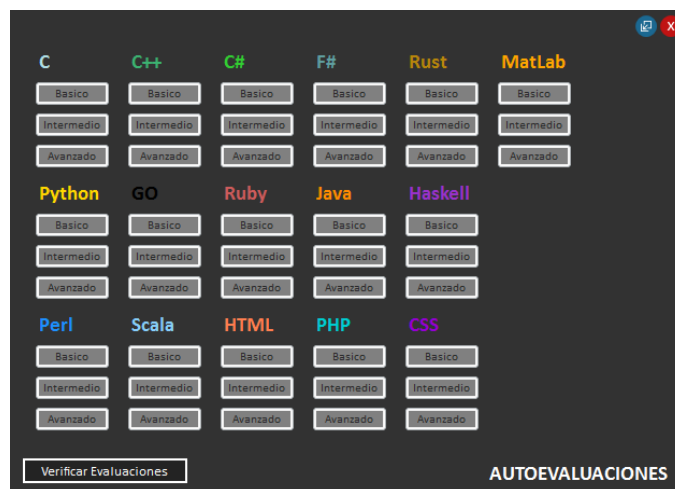 X
C C++ C# F# Rust MatLab
Basico Basico Basico Basico Basico Basico
Intermedio Intermedio Intermedio Intermedio Intermedio Intermedio
Avanzado Avanzado Avanzado Avanzado Avanzado Avanzado
Python GO Ruby Java Haskell
Basico Basico Basico Basico Basico
Intermedio Intermedio Intermedio Intermedio Intermedio
Avanzado Avanzado Avanzado Avanzado Avanzado
Perl Scala HTML PHP CSS
Basico Basico Basico Basico Basico
Intermedio Intermedio Intermedio Intermedio Intermedio
Avanzado Avanzado Avanzado Avanzado Avanzado
Verificar Evaluaciones AUTOEVALUACIONES